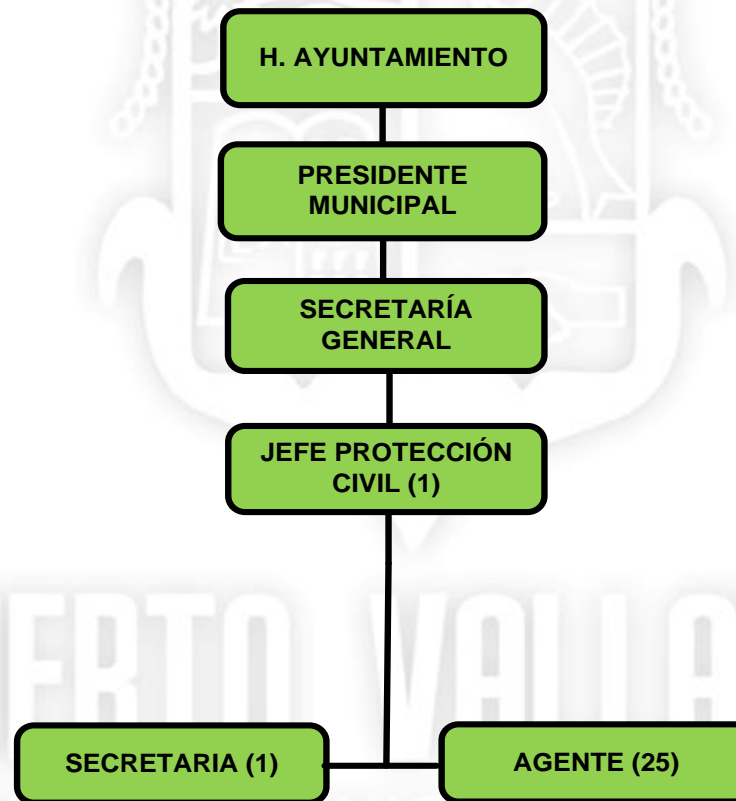 H. AYUNTAMIENTO
PRESIDENTE
MUNICIPAL
SECRETARÍA
GENERAL
JEFE PROTECCIÓN
CIVIL (1)
SECRETARIA (1)
AGENTE (25)